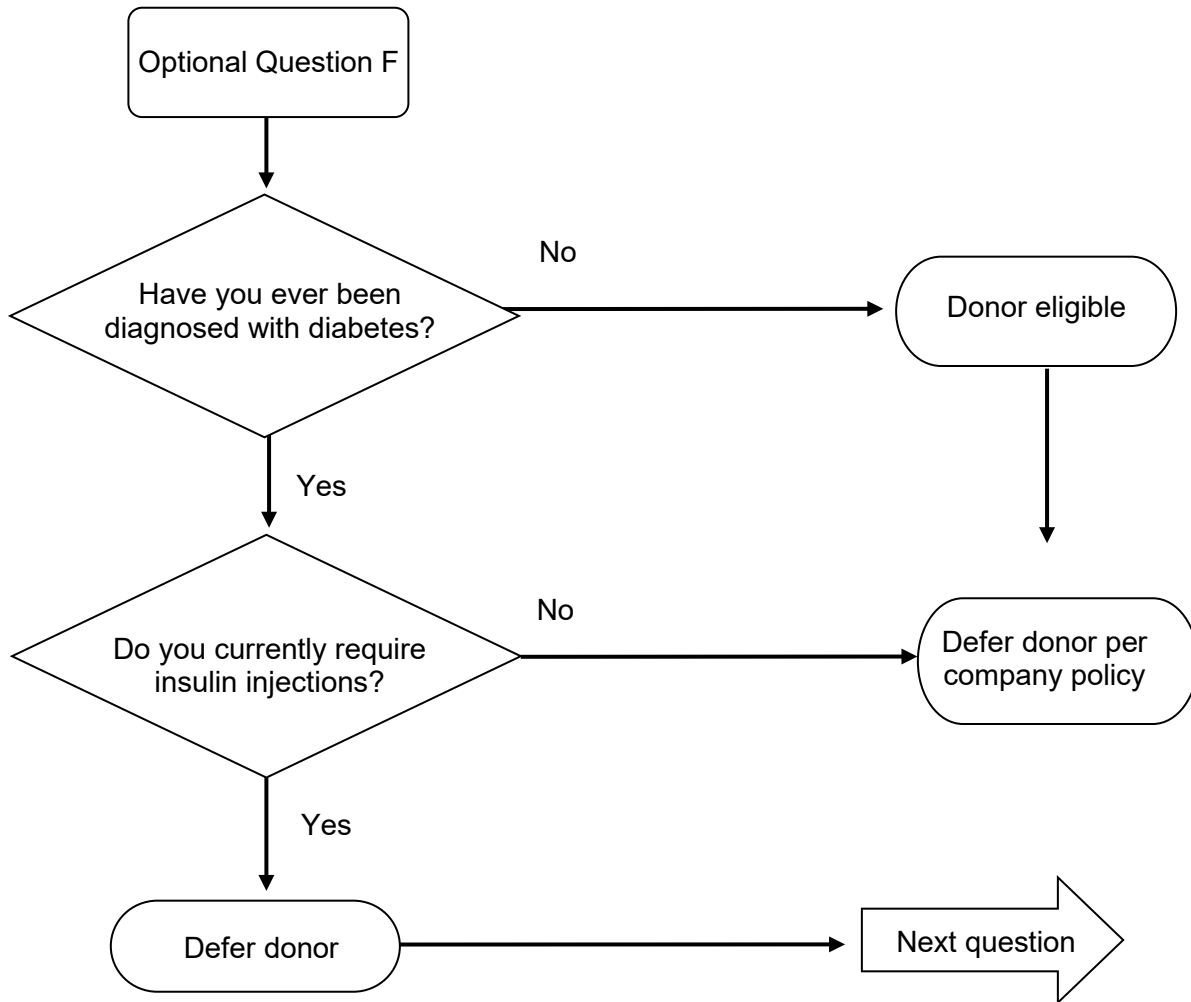 Optional Question F
No
Have you ever been
diagnosed with diabetes?
Donor eligible
Yes
No
Do you currently require
insulin injections?
Defer donor per
company policy
Yes
Defer donor
Next question